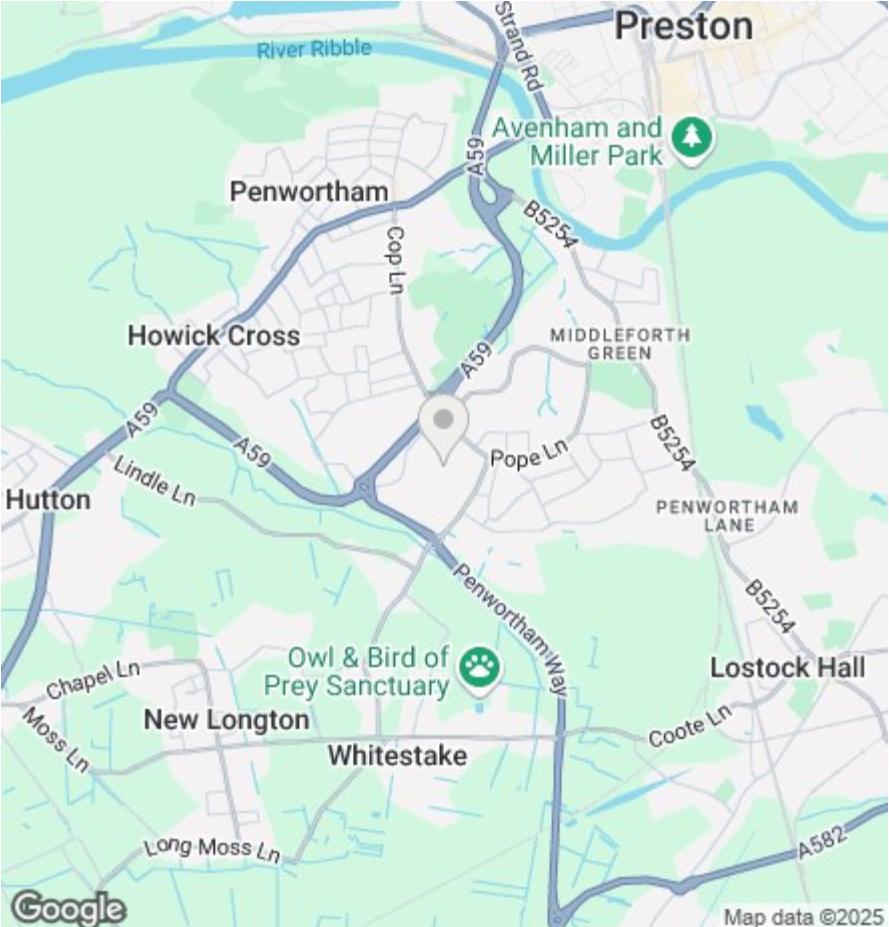 Preston
Strand Rd
River Ribble
Avenham and
Miller Park
A59
Penwortham
B5254
Cop Ln
Howick Cross
MIDDLEFORTH
GREEN
A59
A59
A59
B5254
Pope Ln
Lindle Ln
Hutton
PENWORTHAM
LANE
B5254
Penwortham Way
Owl & Bird of
Prey Sanctuary
Lostock Hall
Chapel Ln
Moss Ln
New Longton
Coote Ln
Whitestake
Long Moss Ln
A582
Google
Map data ©2025